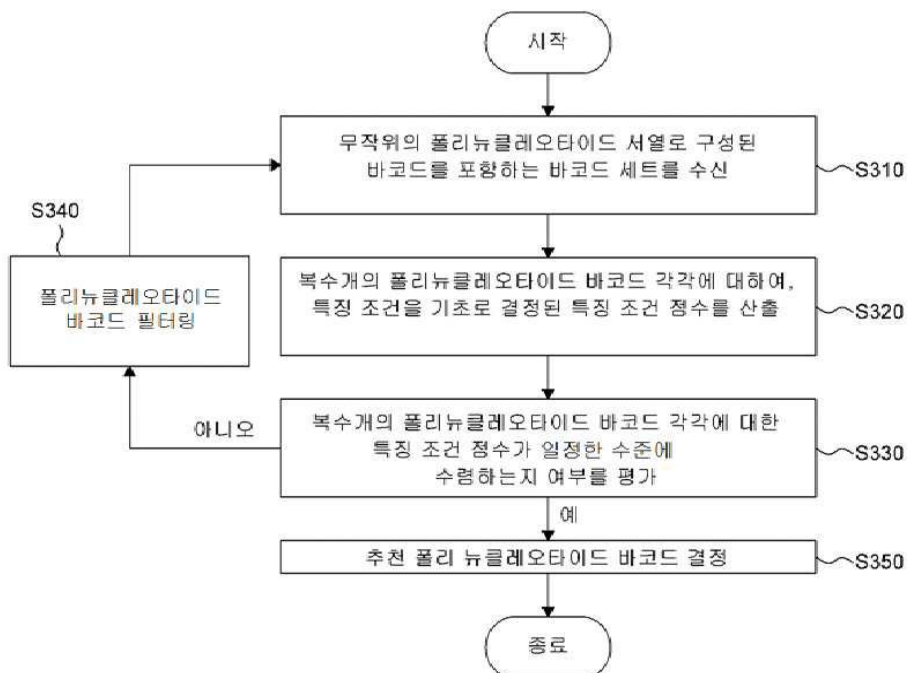 시작
무작위의 폴리뉴클레오타이드 서열로 구성된
바코드를 포함하는 바코드 세트를 수신
S310
S340
폴리뉴클레오타이드
바코드 필터링
복수개의 폴리뉴클레오타이드 바코드 각각에 대하여,
특징 조건을 기초로 결정된 특징 조건 점수를 산출
S320
아니오
복수개의 폴리뉴클레오타이드 바코드 각각에 대한
특징 조건 점수가 일정한 수준에
수렴하는지 여부를 평가
S330
예
추천 폴리 뉴클레오타이드 바코드 결정
S350
종료